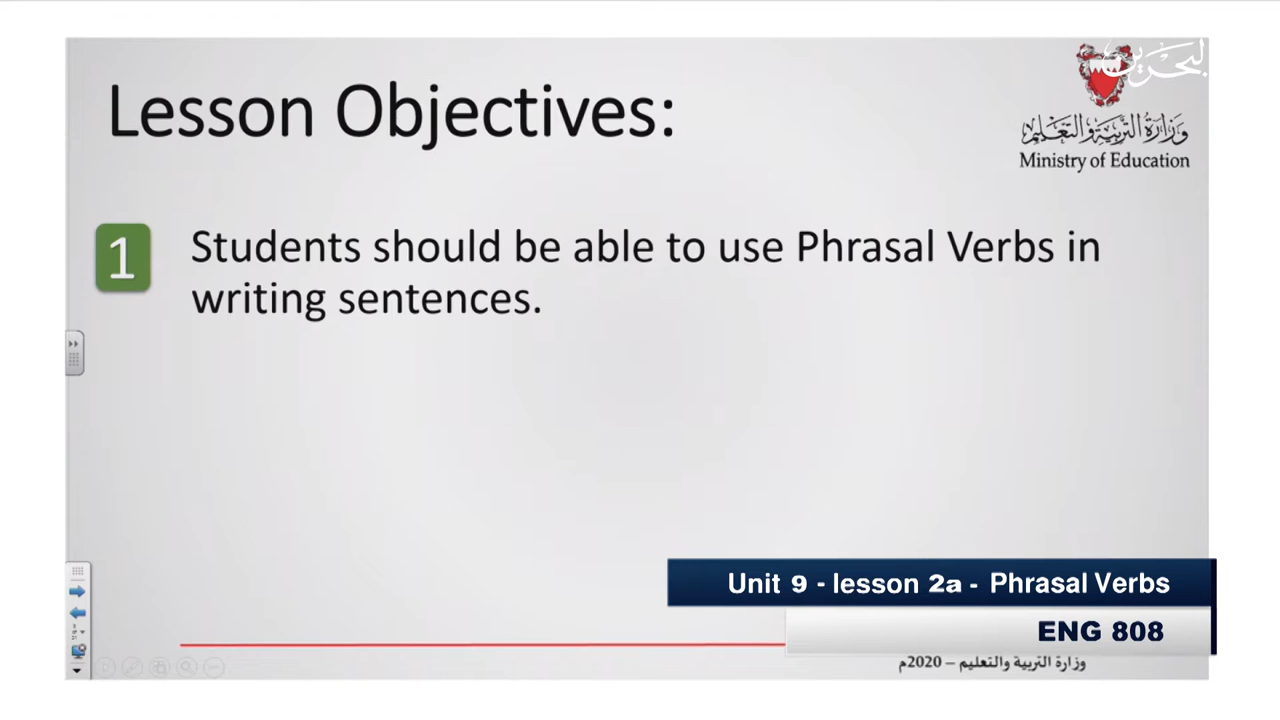 البحرين
Lesson Objectives:
وزارة التربية والتعليم
Ministry of Education
1
Students should be able to use Phrasal Verbs in
writing sentences.
Unit 9 - lesson 2a - Phrasal Verbs
ENG 808
وزارة التربية والتعليم – 2020م